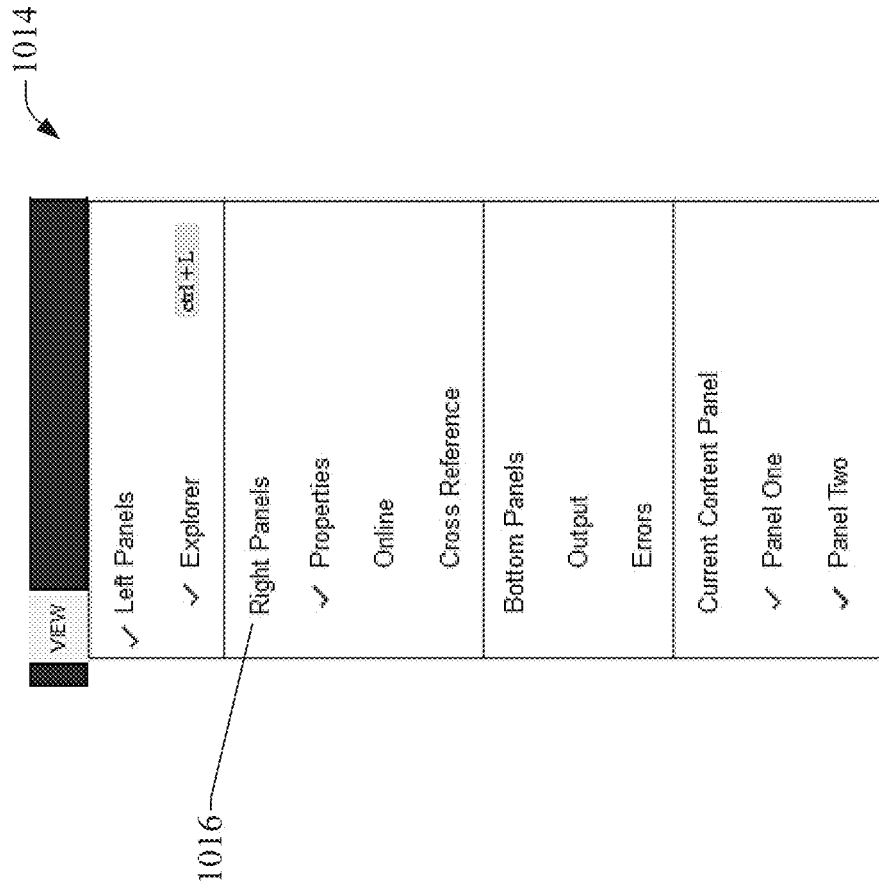 1014
VIEW
✓ Left Panels
✓ Explorer ctrl+L
Right Panels
✓ Properties
Online
Cross Reference
Bottom Panels
Output
Errors
Current Content Panel
✓ Panel One
✓ Panel Two
1016